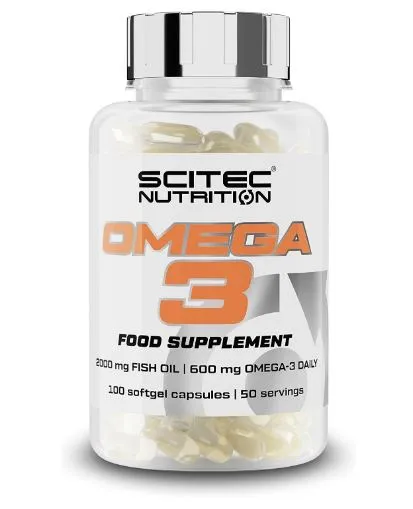 SCITEC®
NUTRITION
OMEGA
3
FOOD SUPPLEMENT
2000 mg FISH OIL | 600 mg OMEGA-3 DAILY
100 softgel capsules | 50 servings